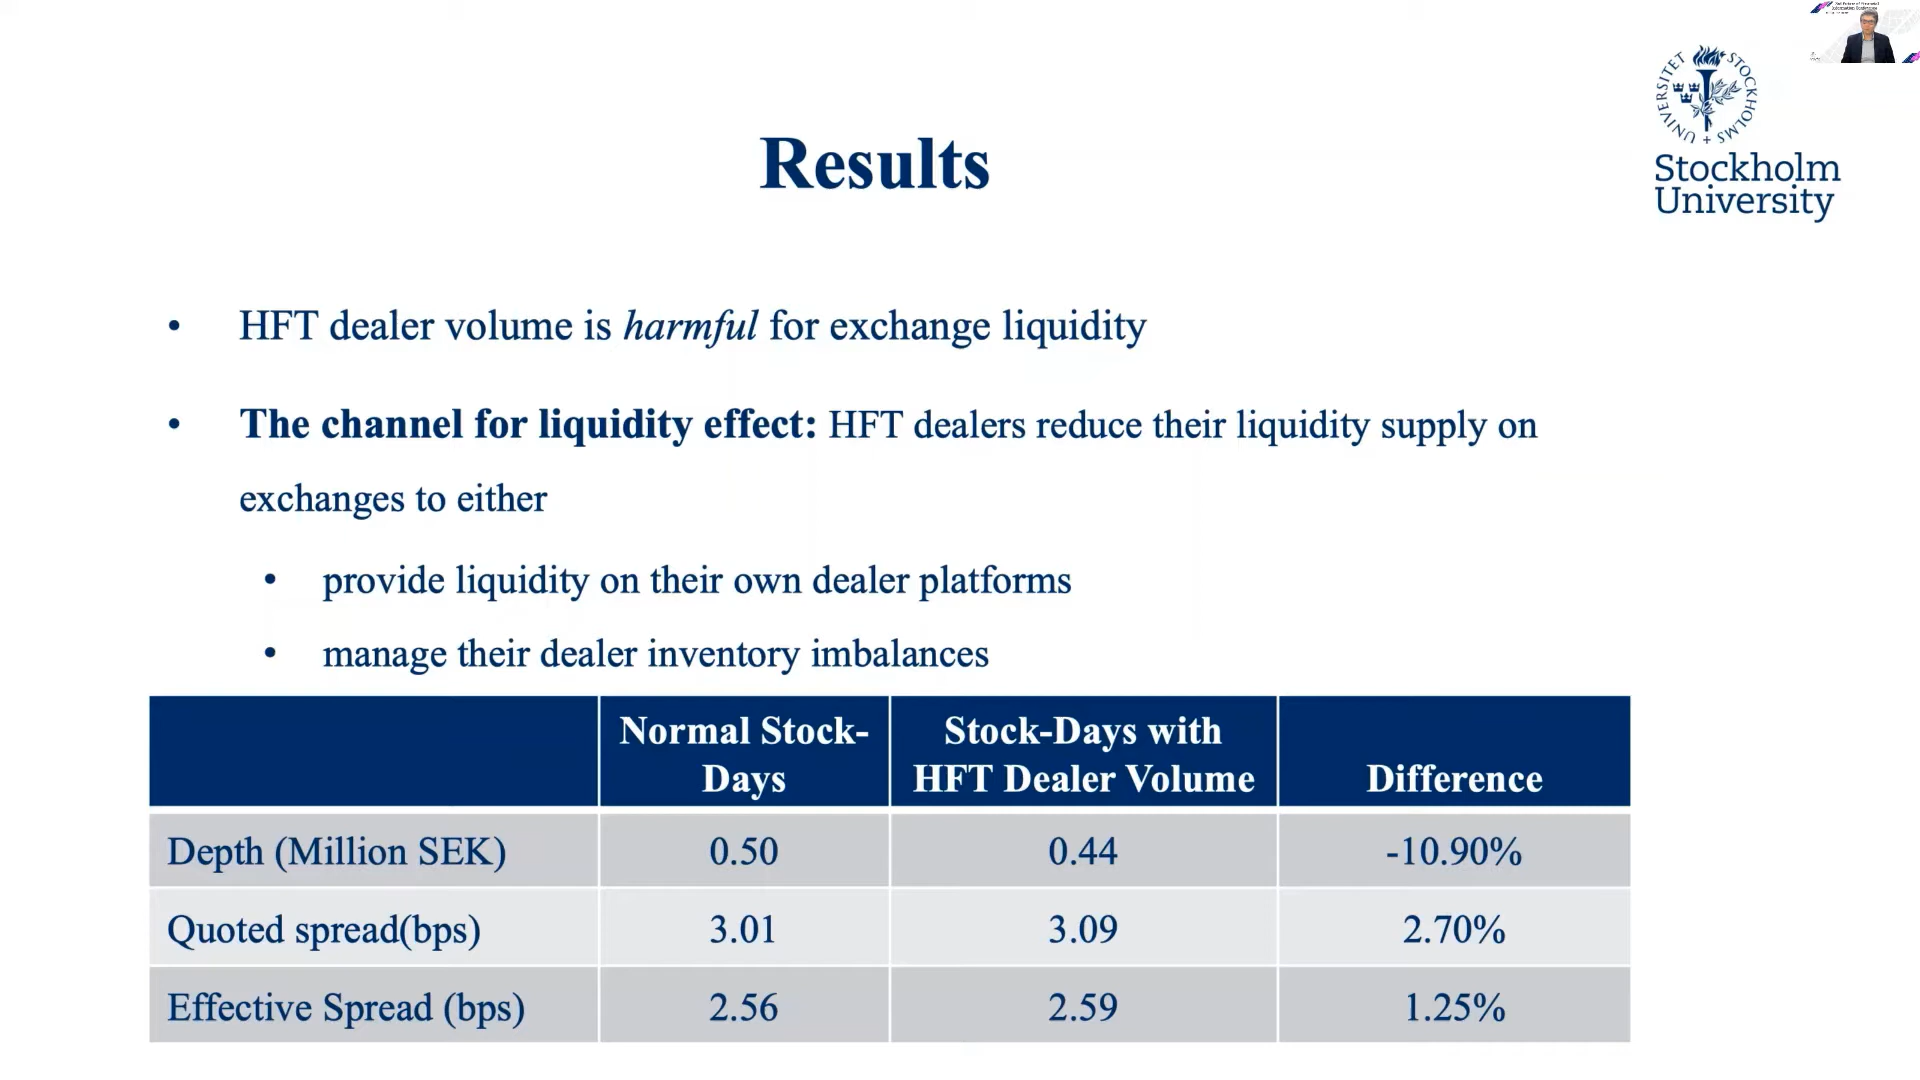 Results
STOCKHOLMS UNIVERSITET
Stockholm
University
• HFT dealer volume is harmful for exchange liquidity
• The channel for liquidity effect: HFT dealers reduce their liquidity supply on
exchanges to either
• provide liquidity on their own dealer platforms
• manage their dealer inventory imbalances
Normal Stock-
Days
Stock-Days with
HFT Dealer Volume
Difference
Depth (Million SEK) 0.50 0.44 -10.90%
Quoted spread(bps) 3.01 3.09 2.70%
Effective Spread (bps) 2.56 2.59 1.25%